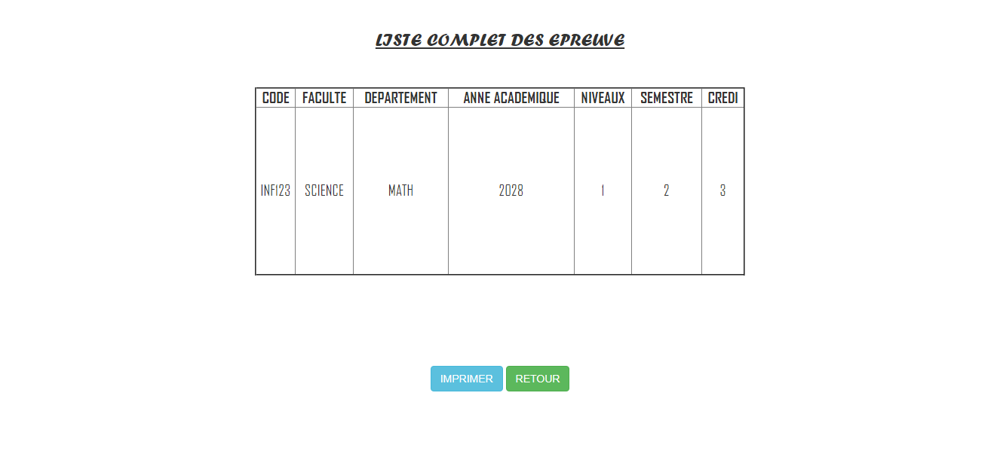 LISTE COMPLET DES EPREUVE
CODE FACULTE DEPARTEMENT ANNE ACADEMIQUE NIVEAUX SEMESTRE CREDI
INF123 SCIENCE MATH 2028 1 2 3
IMPRIMER RETOUR